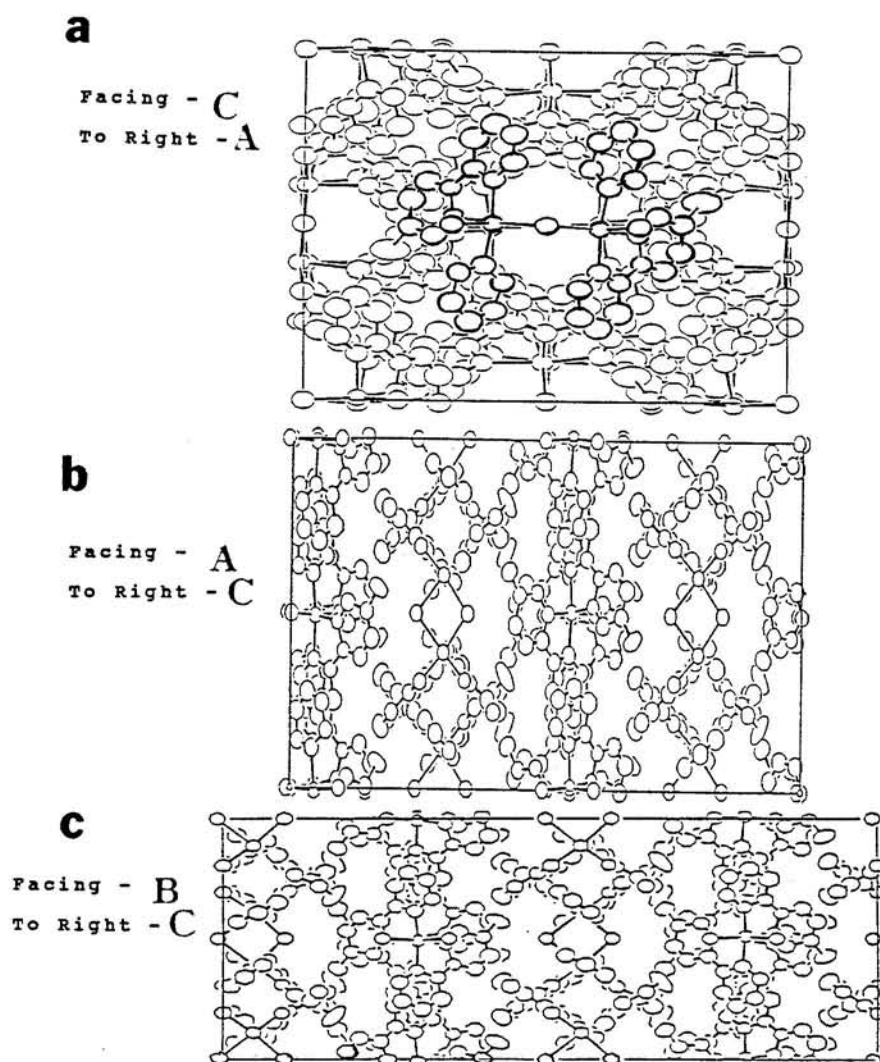 a
Facing - C
To Right - A
b
Facing - A
To Right - C
c
Facing - B
To Right - C